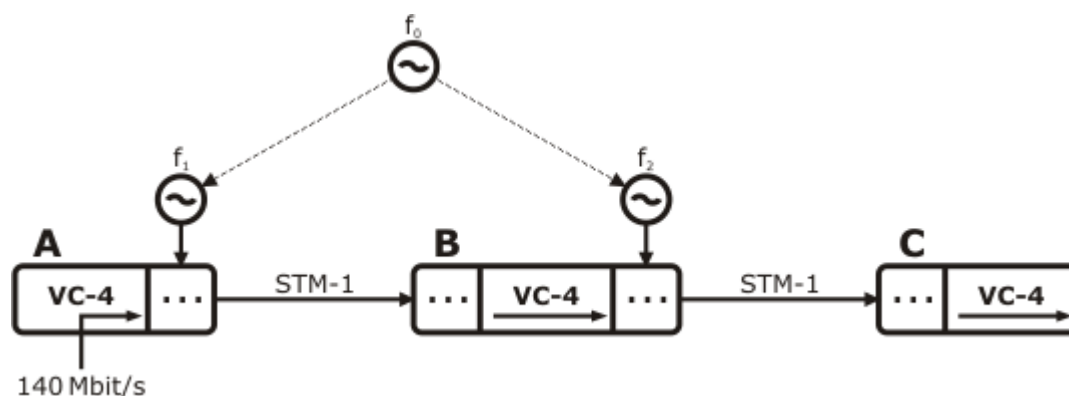 f₀
f₁ f₂
A B C
VC-4 ... STM-1 ... VC-4 ... STM-1 ... VC-4
140 Mbit/s